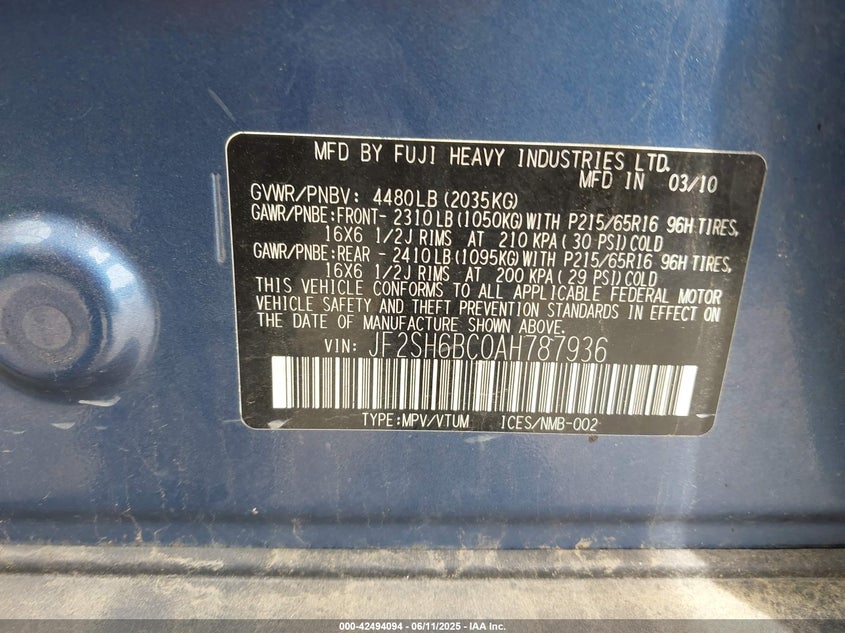 MFD BY FUJI HEAVY INDUSTRIES LTD.
MFD IN 03/10
GVWR/PNBV: 4480LB(2035KG)
GAWR/PNBE:FRONT- 2310LB(1050KG)WITH P215/65R16 96H TIRES,
16X6 1/2J RIMS AT 210 KPA( 30 PSI)COLD
GAWR/PNBE:REAR - 2410LB(1095KG)WITH P215/65R16 96H TIRES,
16X6 1/2J RIMS AT 200 KPA( 29 PSI)COLD
THIS VEHICLE CONFORMS TO ALL APPLICABLE FEDERAL MOTOR
VEHICLE SAFETY AND THEFT PREVENTION STANDARDS IN EFFECT ON
THE DATE OF MANUFACTURE SHOWN ABOVE.
VIN: JF2SH6BC0AH787936
TYPE:MPV/VTUM ICES/NMB-002
000-42494094 - 06/11/2025 - IAA Inc.